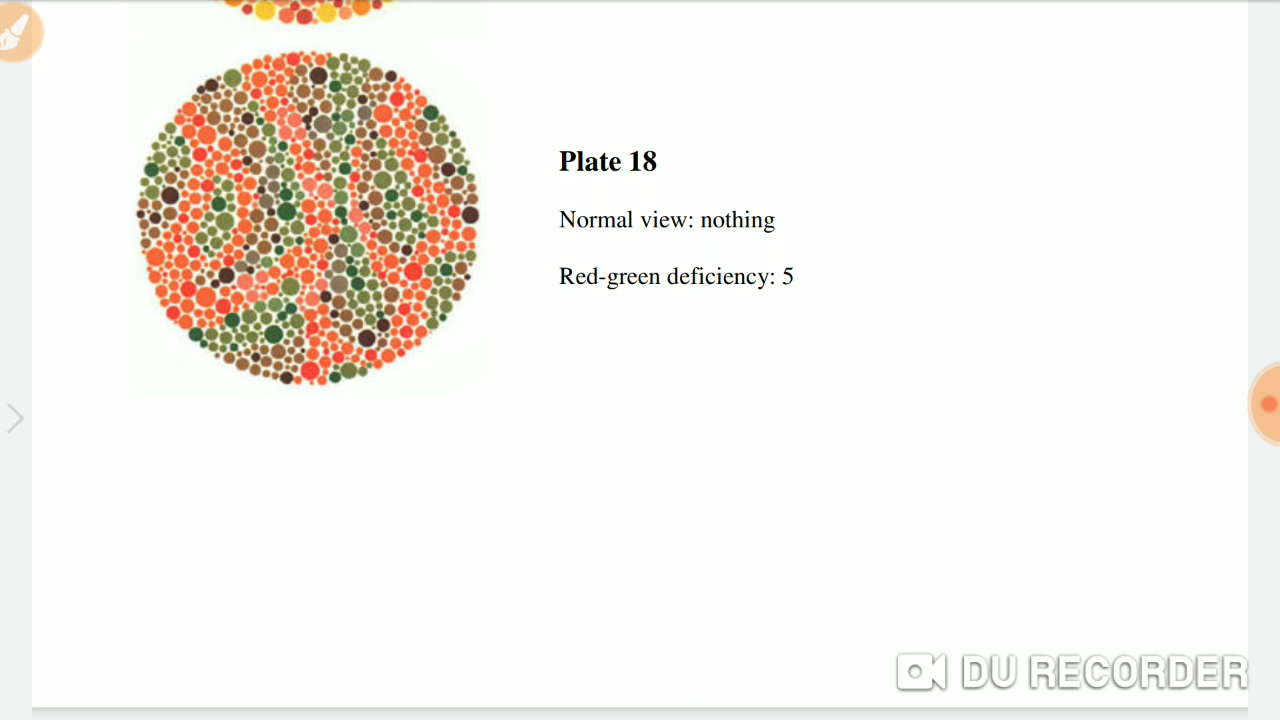 Plate 18
Normal view: nothing
Red-green deficiency: 5
DU RECORDER